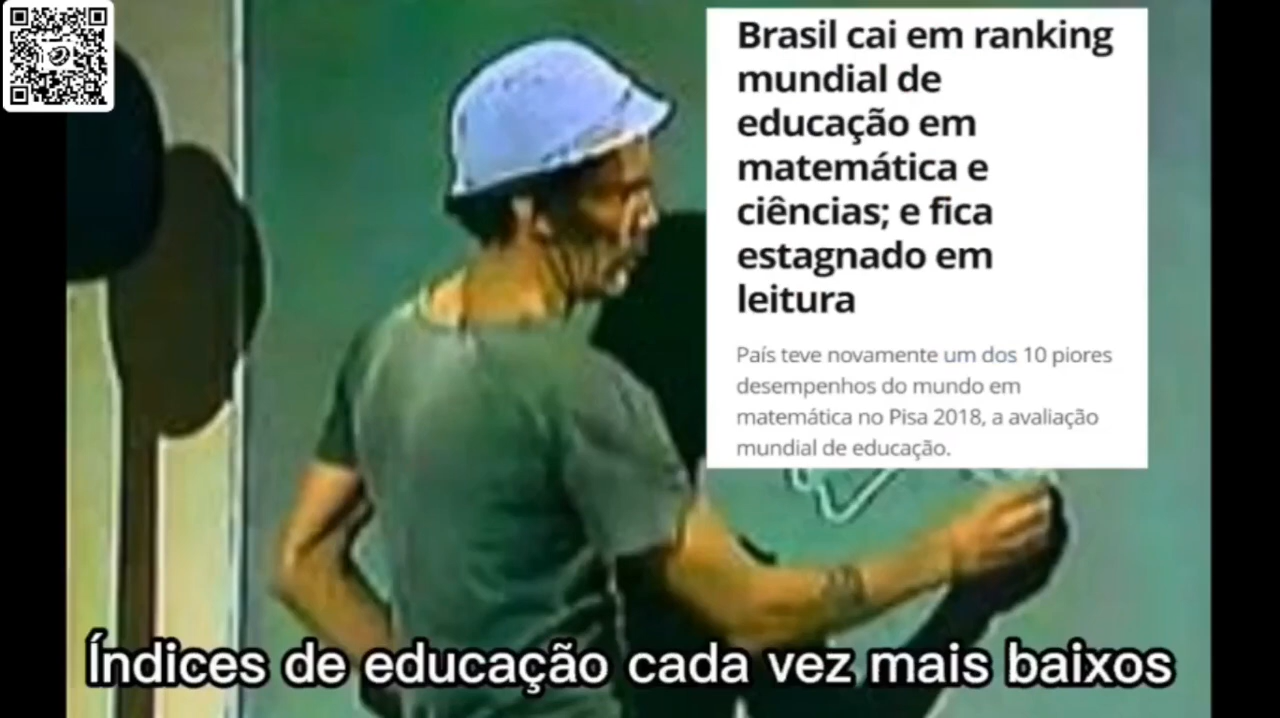 Brasil cai em ranking
mundial de
educação em
matemática e
ciências; e fica
estagnado em
leitura
País teve novamente um dos 10 piores
desempenhos do mundo em
matemática no Pisa 2018, a avaliação
mundial de educação.
Índices de educação cada vez mais baixos